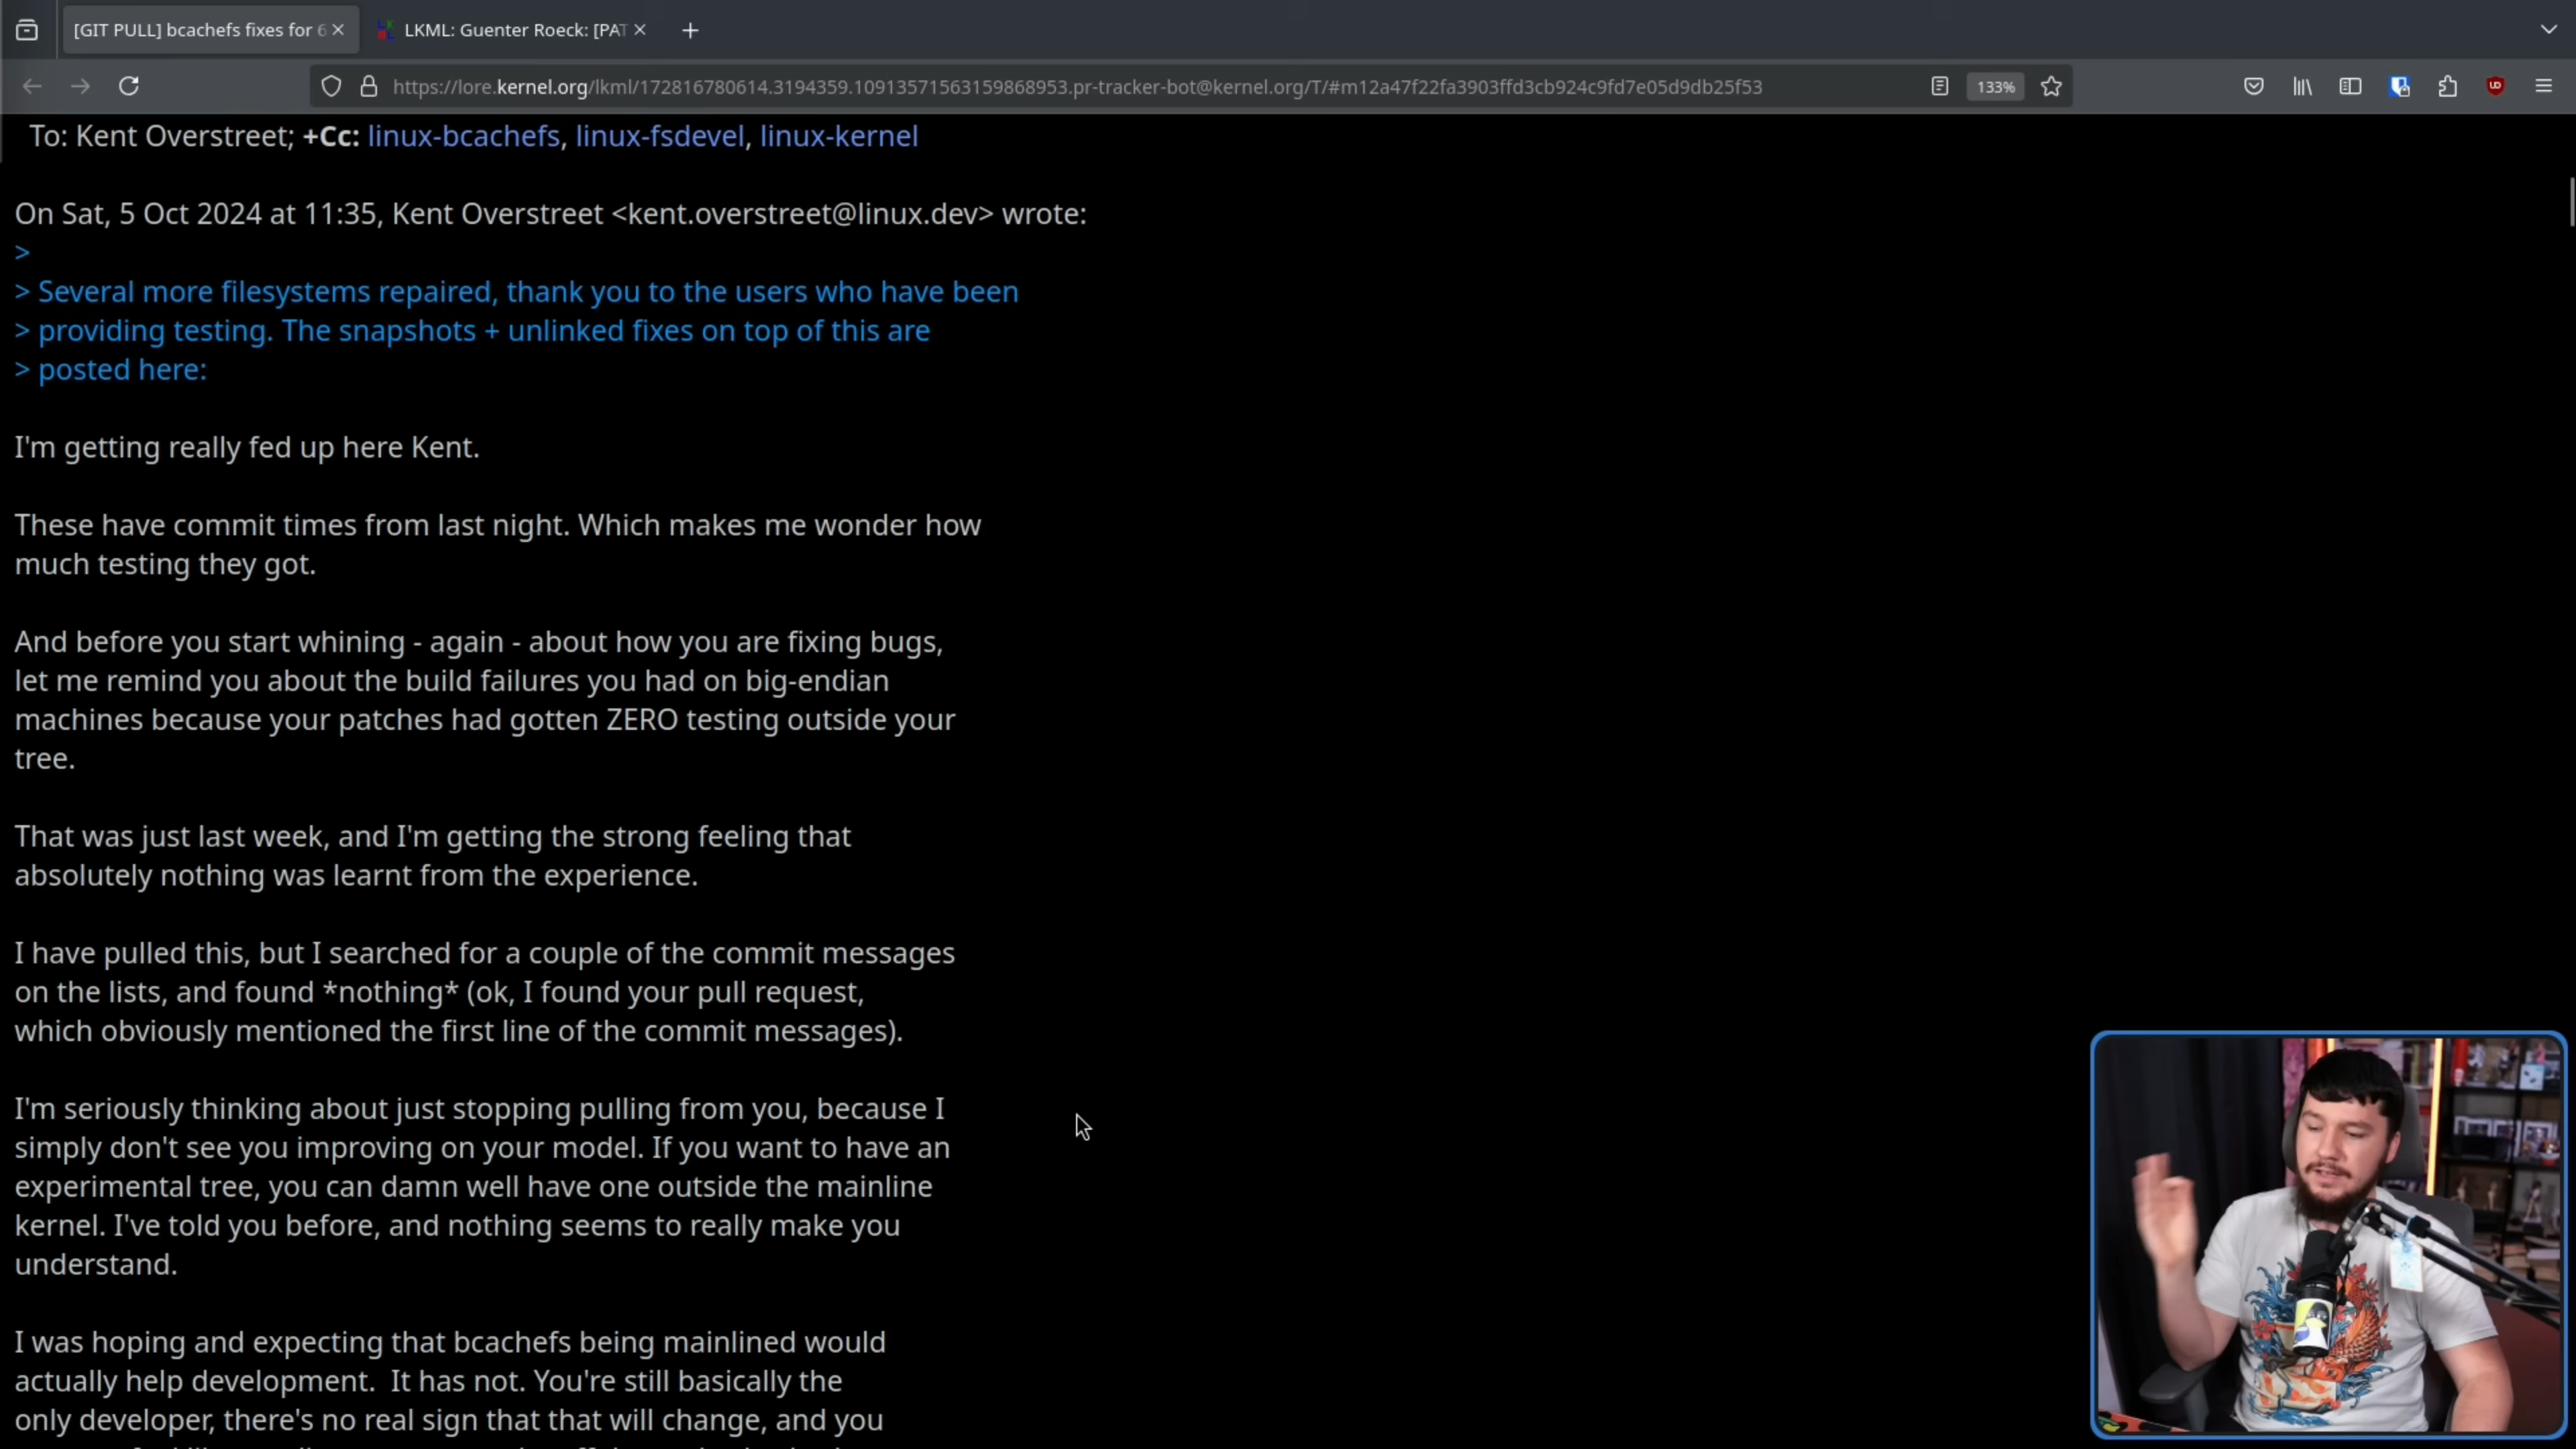 [GIT PULL] bcachefs fixes for 6
LKML: Guenter Roeck: [PAT
https://lore.kernel.org/lkml/172816780614.3194359.10913571563159868953.pr-tracker-bot@kernel.org/T/#m12a47f22fa3903ffd3cb924c9fd7e05d9db25f53
133%
To: Kent Overstreet; +Cc: linux-bcachefs, linux-fsdevel, linux-kernel
On Sat, 5 Oct 2024 at 11:35, Kent Overstreet <kent.overstreet@linux.dev> wrote:
>
> Several more filesystems repaired, thank you to the users who have been
> providing testing. The snapshots + unlinked fixes on top of this are
> posted here:
I'm getting really fed up here Kent.
These have commit times from last night. Which makes me wonder how
much testing they got.
And before you start whining - again - about how you are fixing bugs,
let me remind you about the build failures you had on big-endian
machines because your patches had gotten ZERO testing outside your
tree.
That was just last week, and I'm getting the strong feeling that
absolutely nothing was learnt from the experience.
I have pulled this, but I searched for a couple of the commit messages
on the lists, and found *nothing* (ok, I found your pull request,
which obviously mentioned the first line of the commit messages).
I'm seriously thinking about just stopping pulling from you, because I
simply don't see you improving on your model. If you want to have an
experimental tree, you can damn well have one outside the mainline
kernel. I've told you before, and nothing seems to really make you
understand.
I was hoping and expecting that bcachefs being mainlined would
actually help development.  It has not. You're still basically the
only developer, there's no real sign that that will change, and you